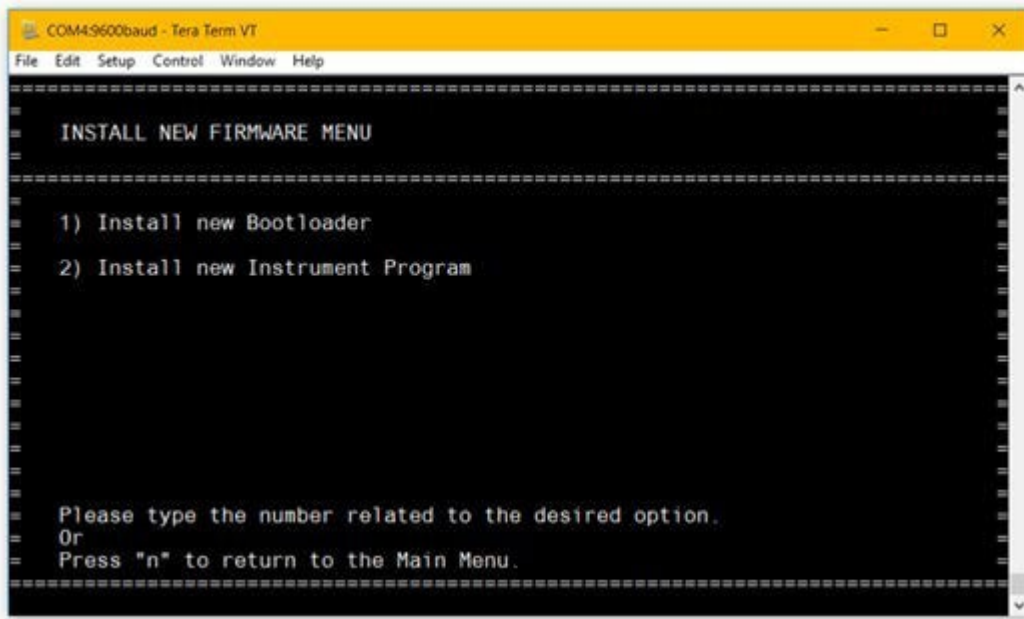 COM4:9600baud - Tera Term VT
File Edit Setup Control Window Help
INSTALL NEW FIRMWARE MENU
1) Install new Bootloader
2) Install new Instrument Program
Please type the number related to the desired option.
Or
Press "n" to return to the Main Menu.